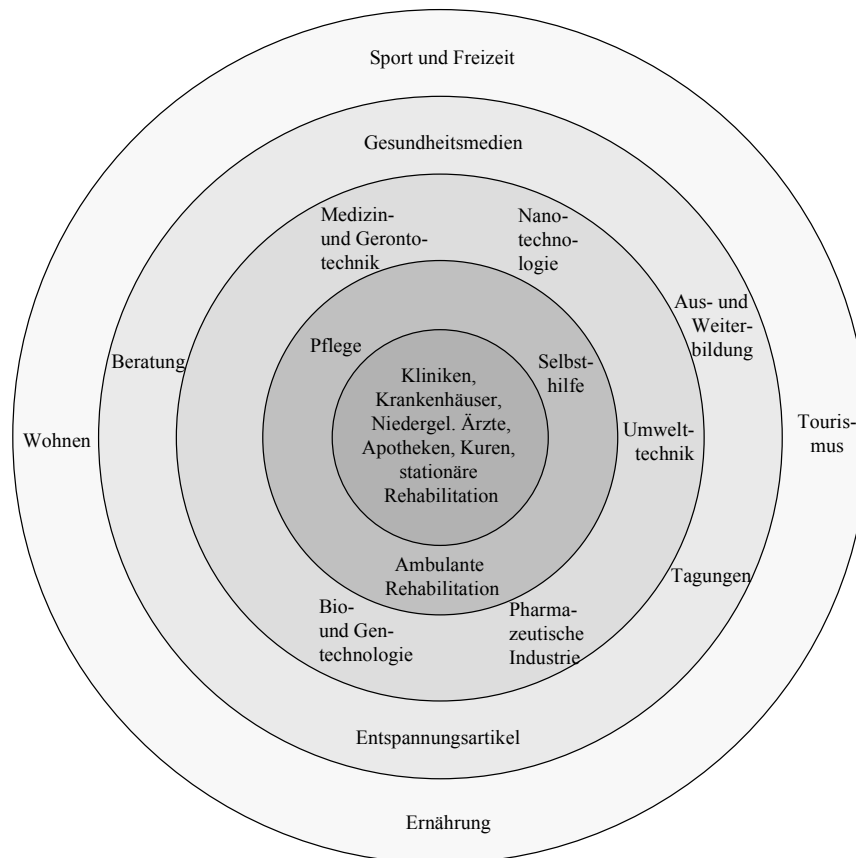 Sport und Freizeit
Gesundheitsmedien
Medizin-
und Geronto-
technik
Nano-
techno-
logie
Aus- und
Weiter-
bildung
Beratung
Pflege
Selbst-
hilfe
Kliniken,
Krankenhäuser,
Niedergel. Ärzte,
Apotheken, Kuren,
stationäre
Rehabilitation
Wohnen
Umwelt-
technik
Touris-
mus
Ambulante
Rehabilitation
Tagungen
Bio-
und Gen-
technologie
Pharma-
zeutische
Industrie
Entspannungsartikel
Ernährung